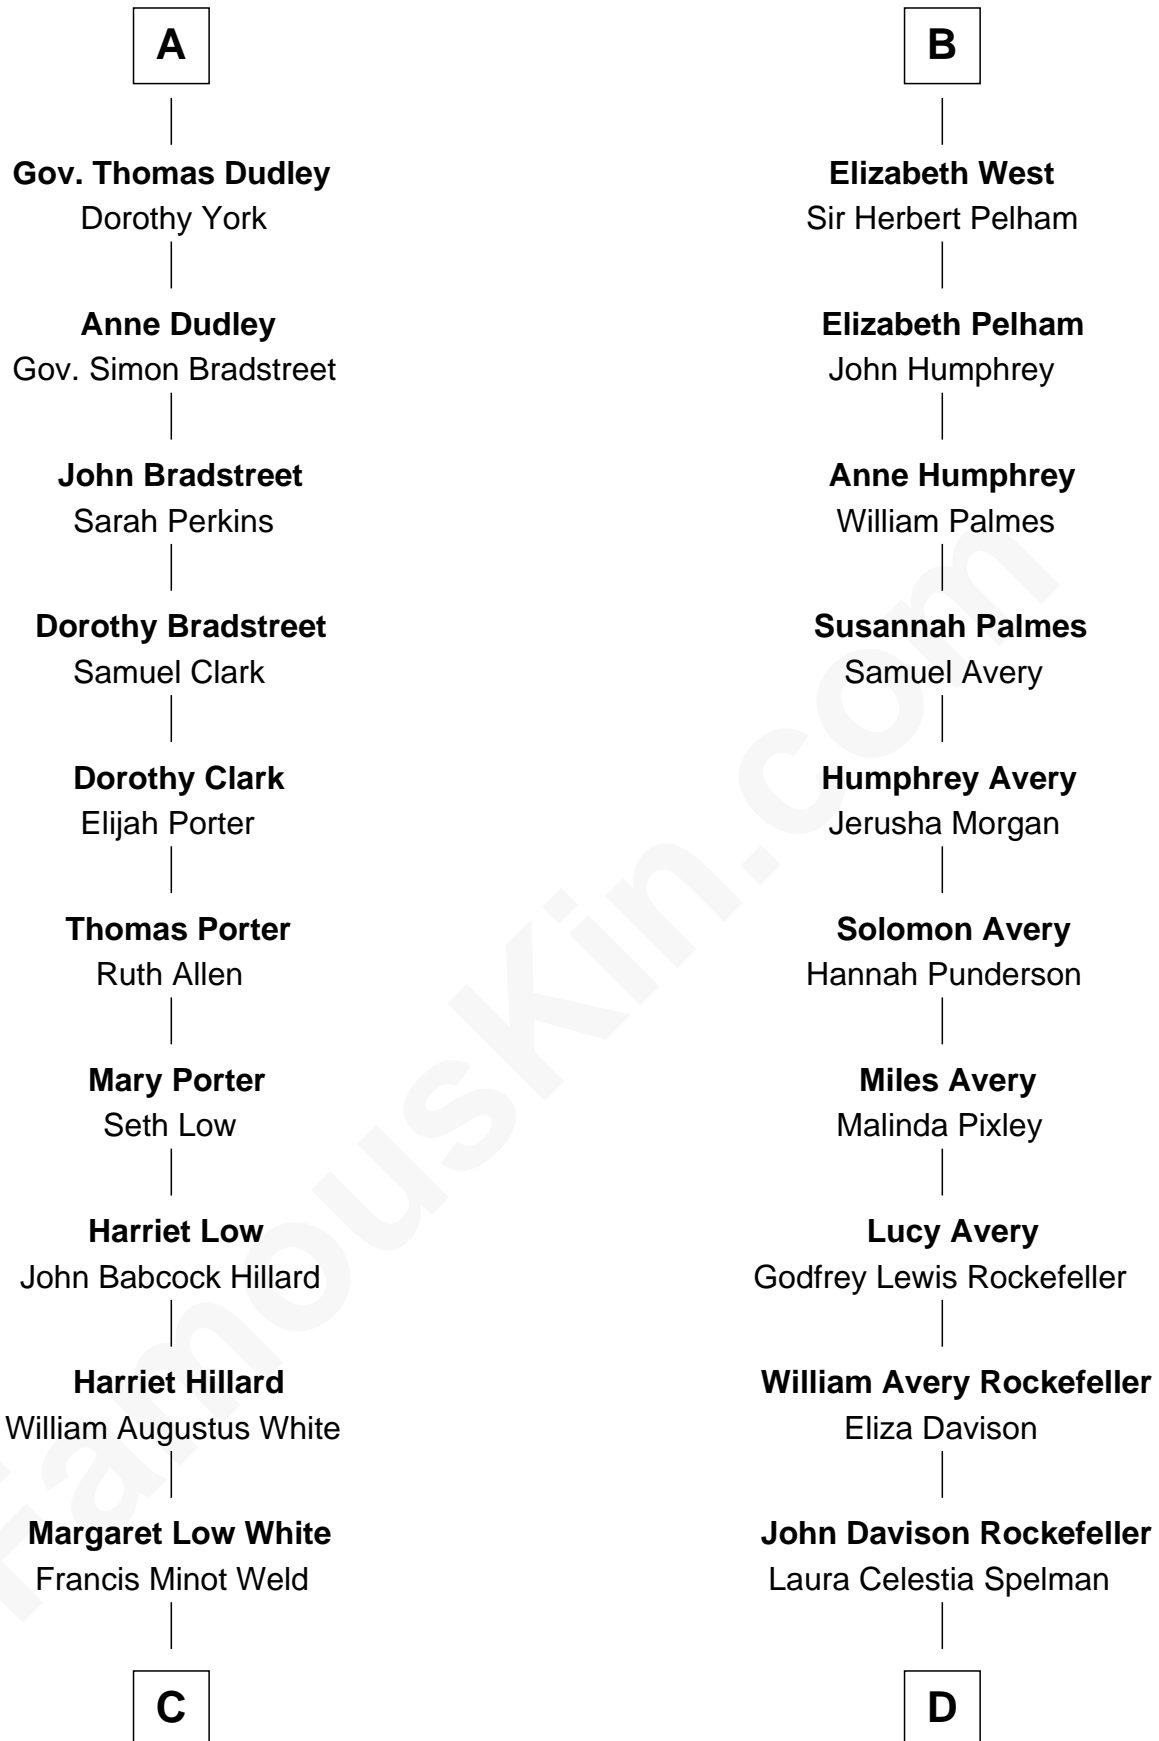 A
Gov. Thomas Dudley
Dorothy York
Anne Dudley
Gov. Simon Bradstreet
John Bradstreet
Sarah Perkins
Dorothy Bradstreet
Samuel Clark
Dorothy Clark
Elijah Porter
Thomas Porter
Ruth Allen
Mary Porter
Seth Low
Harriet Low
John Babcock Hillard
Harriet Hillard
William Augustus White
Margaret Low White
Francis Minot Weld
C
B
Elizabeth West
Sir Herbert Pelham
Elizabeth Pelham
John Humphrey
Anne Humphrey
William Palmes
Susannah Palmes
Samuel Avery
Humphrey Avery
Jerusha Morgan
Solomon Avery
Hannah Punderson
Miles Avery
Malinda Pixley
Lucy Avery
Godfrey Lewis Rockefeller
William Avery Rockefeller
Eliza Davison
John Davison Rockefeller
Laura Celestia Spelman
D
FamousKin.com